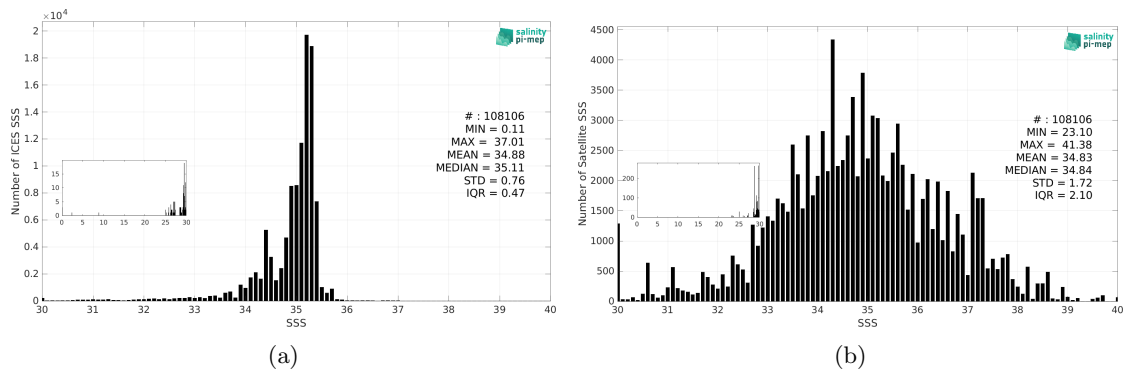 ×10⁴
2
1.8
1.6
1.4
1.2
1
0.8
0.6
0.4
0.2
0
Number of ICES SSS
salinity
pi-mep
# : 108106
MIN = 0.11
MAX = 37.01
MEAN = 34.88
MEDIAN = 35.11
STD = 0.76
IQR = 0.47
15
10
5
0
0 5 10 15 20 25 30
30 31 32 33 34 35 36 37 38 39 40
SSS
(a)
4500
4000
3500
3000
2500
2000
1500
1000
500
0
Number of Satellite SSS
salinity
pi-mep
# : 108106
MIN = 23.10
MAX = 41.38
MEAN = 34.83
MEDIAN = 34.84
STD = 1.72
IQR = 2.10
200
100
0
0 5 10 15 20 25 30
30 31 32 33 34 35 36 37 38 39 40
SSS
(b)